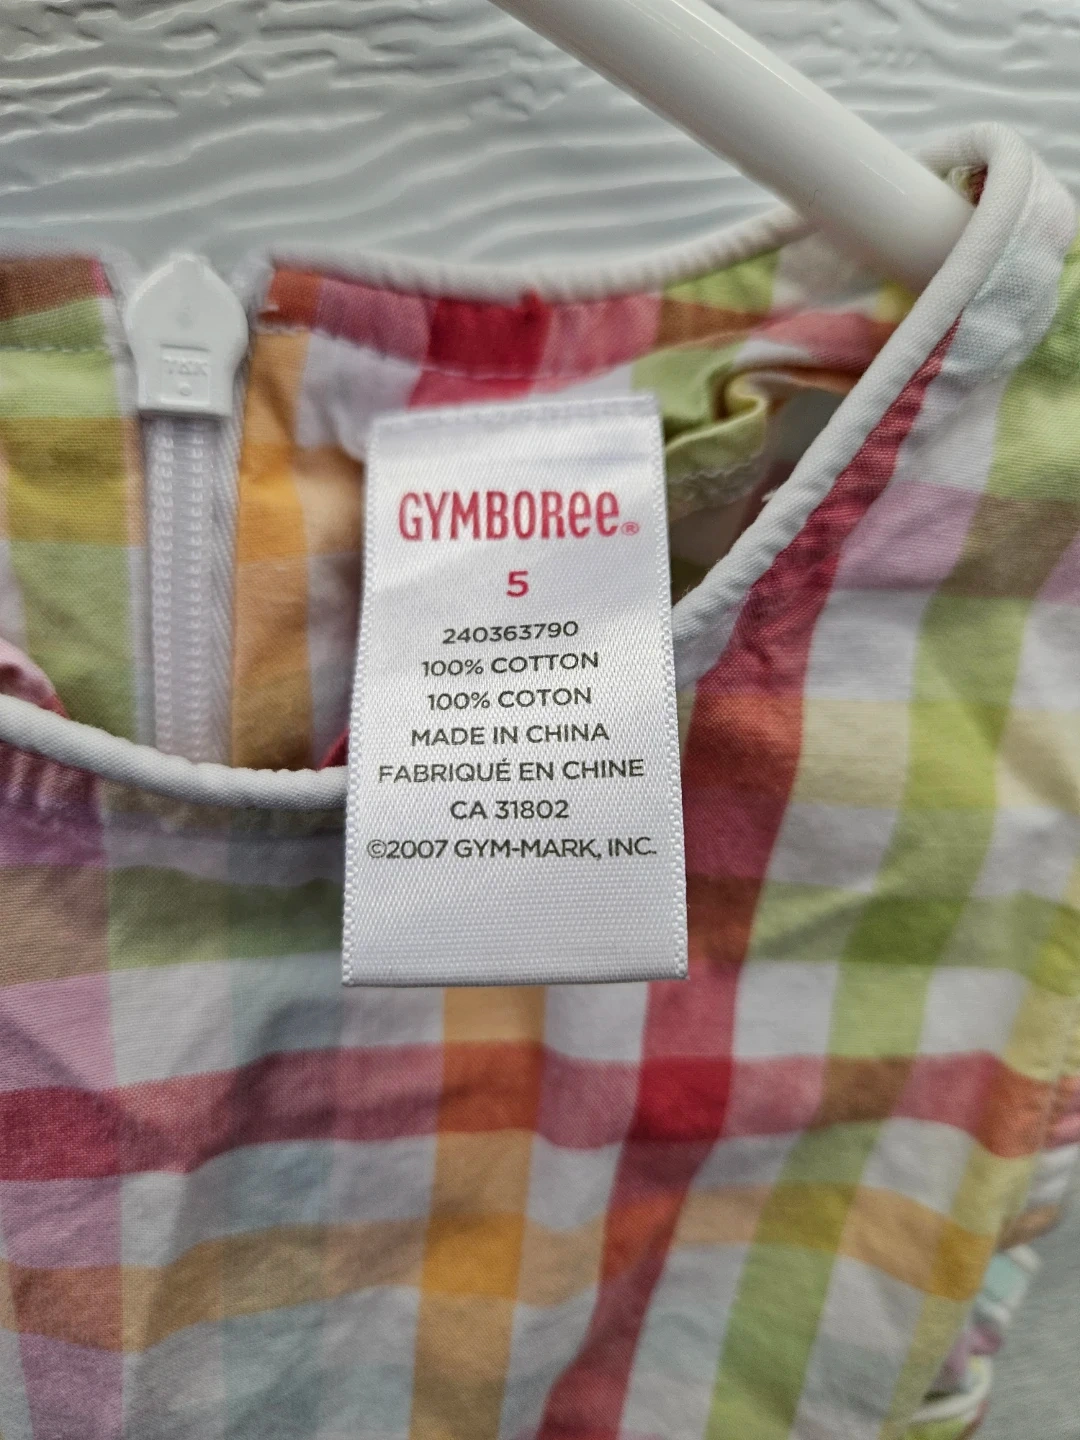 YKK
GYMBOREE®
5
240363790
100% COTTON
100% COTON
MADE IN CHINA
FABRIQUÉ EN CHINE
CA 31802
©2007 GYM-MARK, INC.